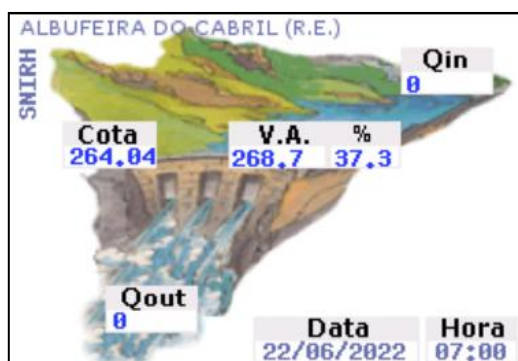 ALBUFEIRA DO CABRIL (R.E.)
SNIRH
Qin
0
Cota V.A. %
264.04 268.7 37.3
Qout
0
Data Hora
22/06/2022 07:00